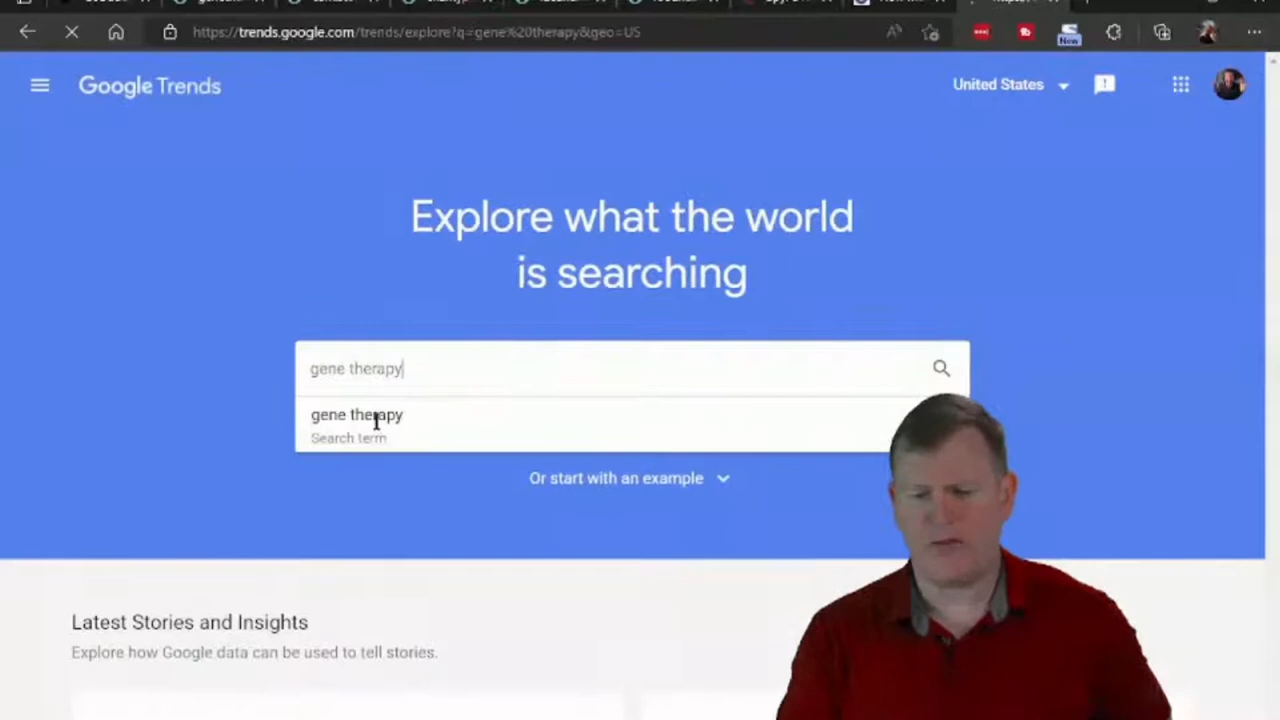 https://trends.google.com/trends/explore?q=gene%20therapy&geo=US
New
Google Trends
United States
Explore what the world
is searching
gene therapy
gene therapy
Search term
Or start with an example
Latest Stories and Insights
Explore how Google data can be used to tell stories.